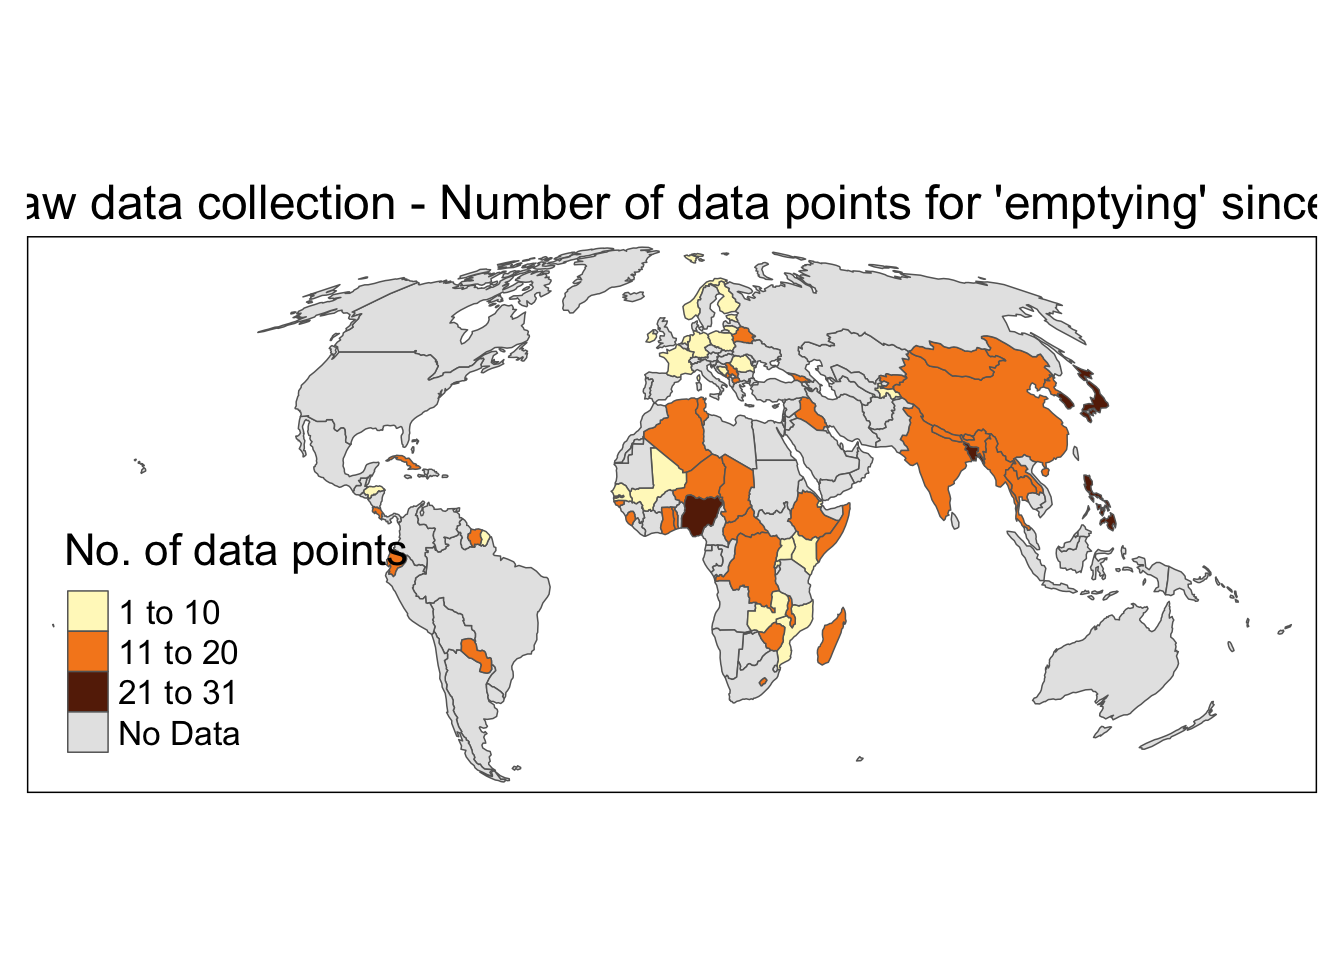 aw data collection - Number of data points for 'emptying' since
No. of data points
1 to 10
11 to 20
21 to 31
No Data